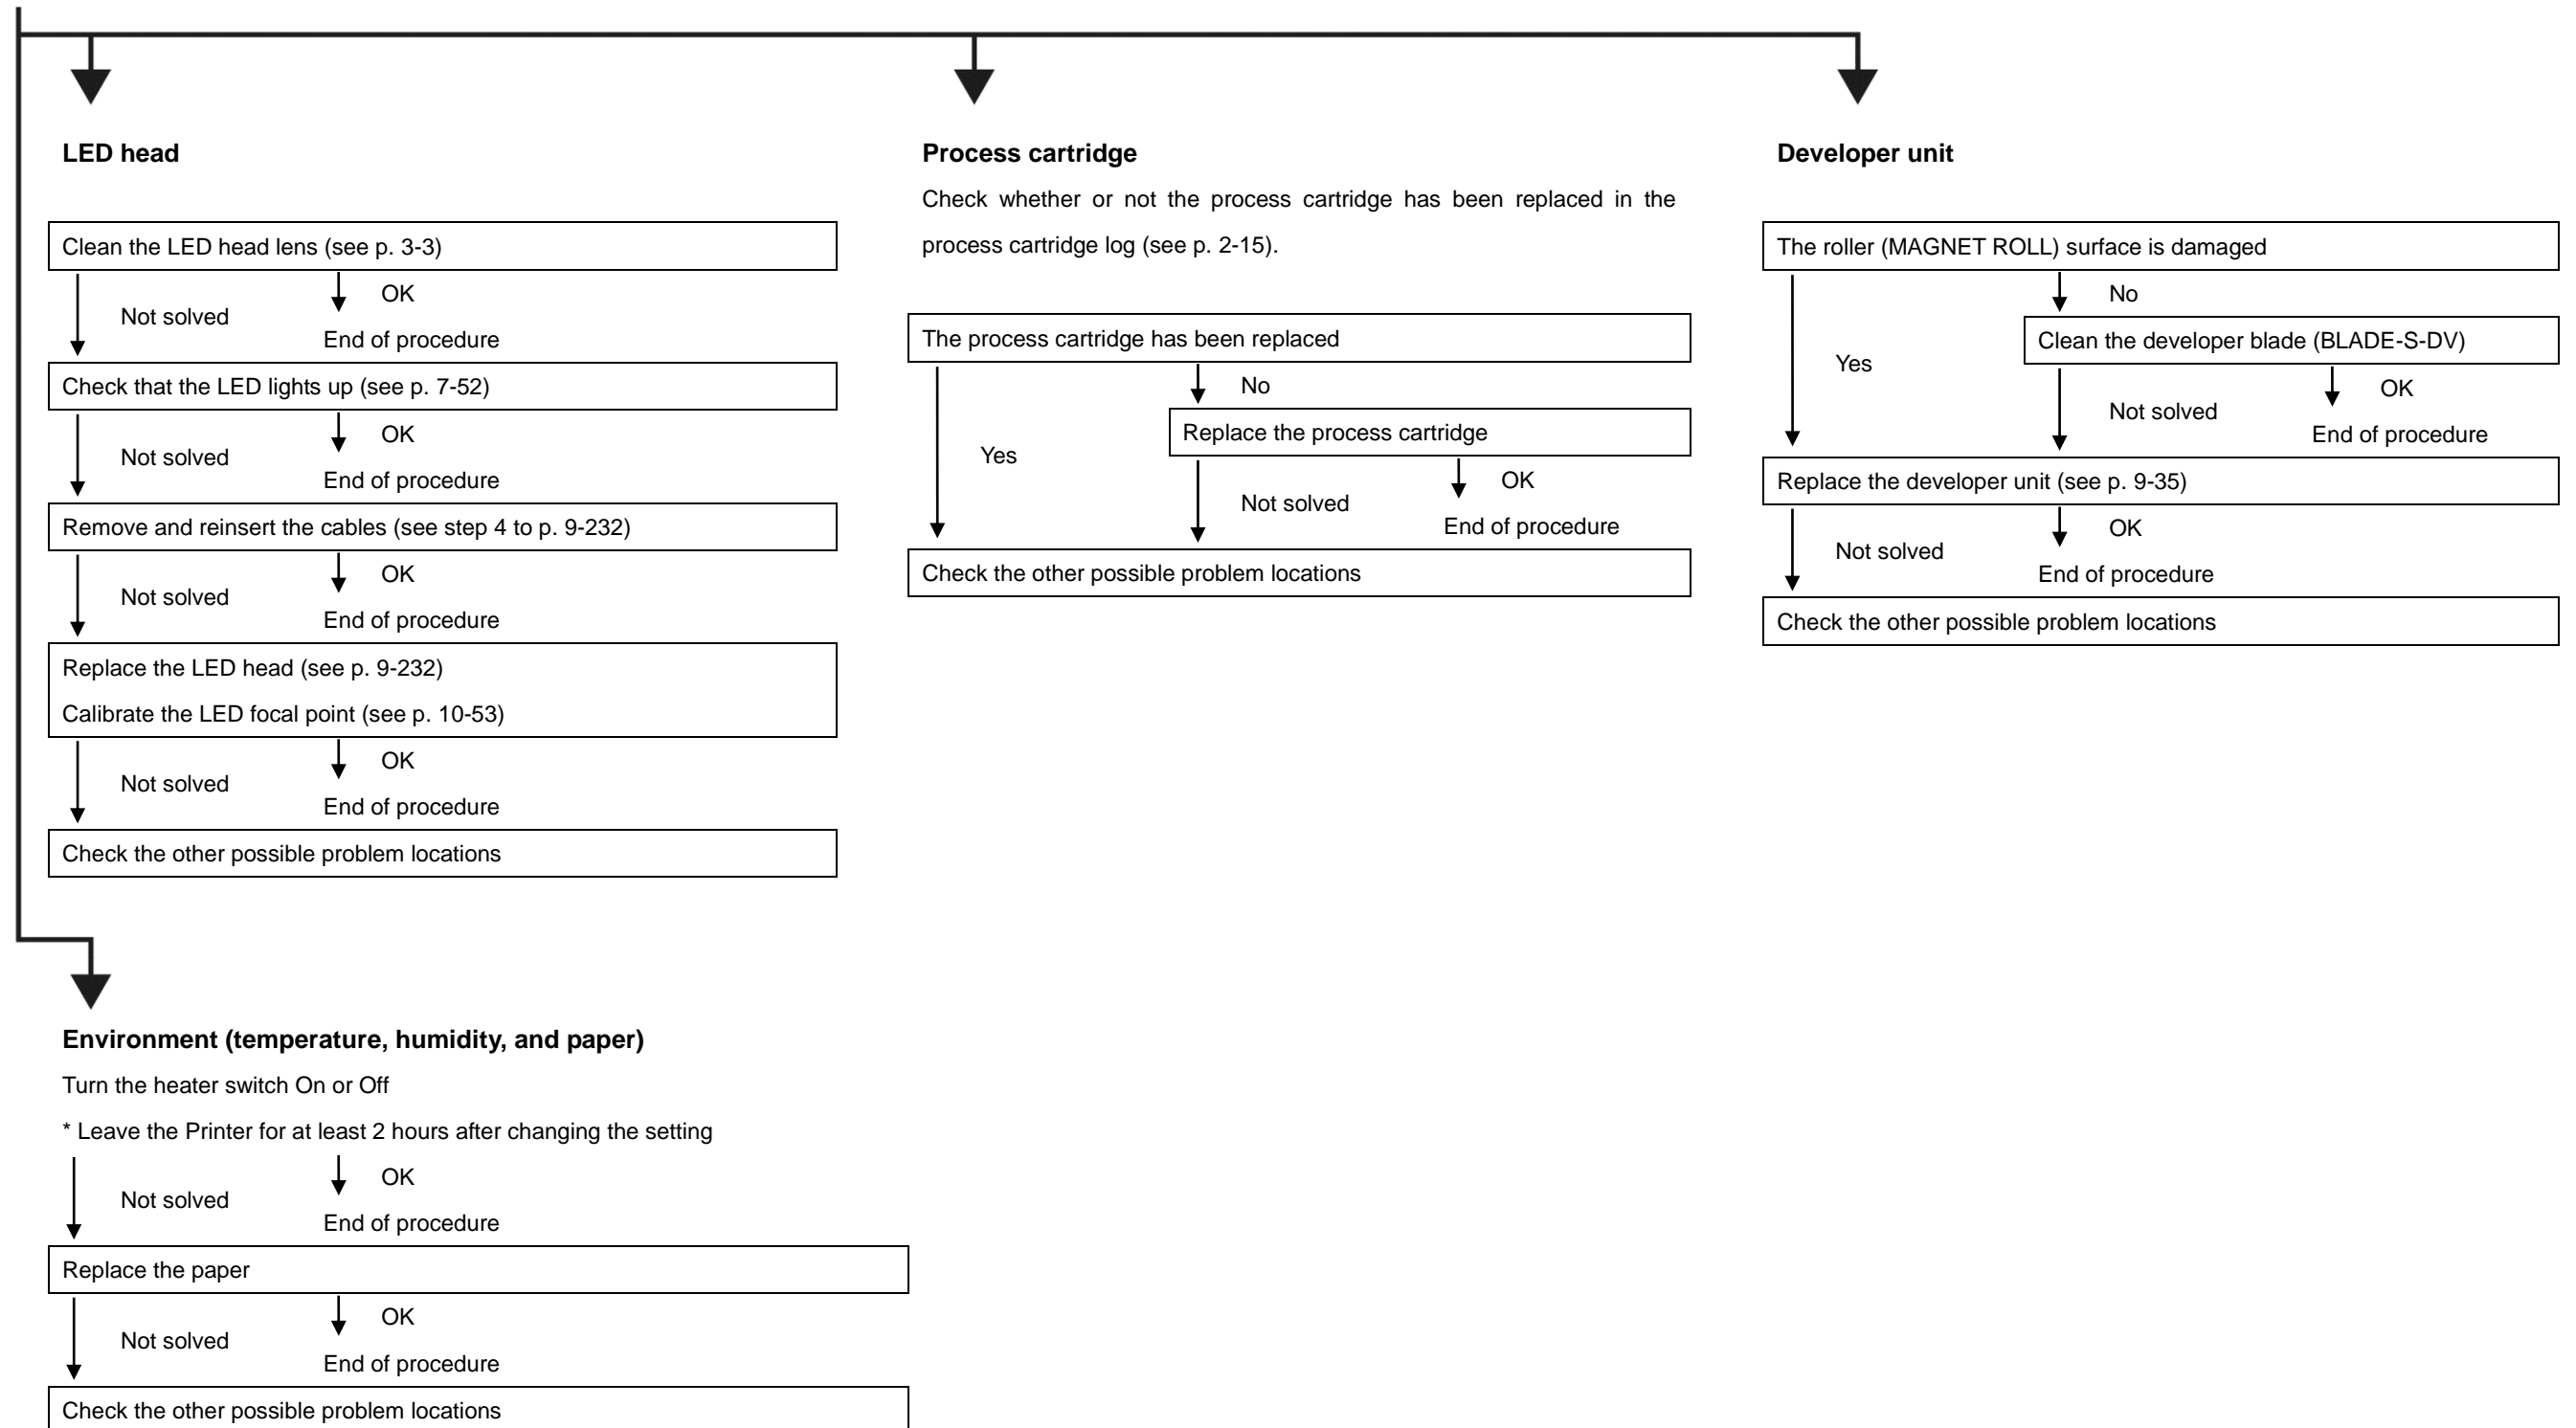 LED head
Clean the LED head lens (see p. 3-3)
OK
Not solved
End of procedure
Check that the LED lights up (see p. 7-52)
OK
Not solved
End of procedure
Remove and reinsert the cables (see step 4 to p. 9-232)
OK
Not solved
End of procedure
Replace the LED head (see p. 9-232)
Calibrate the LED focal point (see p. 10-53)
OK
Not solved
End of procedure
Check the other possible problem locations
Process cartridge
Check whether or not the process cartridge has been replaced in the
process cartridge log (see p. 2-15).
The process cartridge has been replaced
No
Yes
Replace the process cartridge
OK
Not solved
End of procedure
Check the other possible problem locations
Developer unit
The roller (MAGNET ROLL) surface is damaged
No
Yes
Clean the developer blade (BLADE-S-DV)
OK
Not solved
End of procedure
Replace the developer unit (see p. 9-35)
OK
Not solved
End of procedure
Check the other possible problem locations
Environment (temperature, humidity, and paper)
Turn the heater switch On or Off
* Leave the Printer for at least 2 hours after changing the setting
OK
Not solved
End of procedure
Replace the paper
OK
Not solved
End of procedure
Check the other possible problem locations